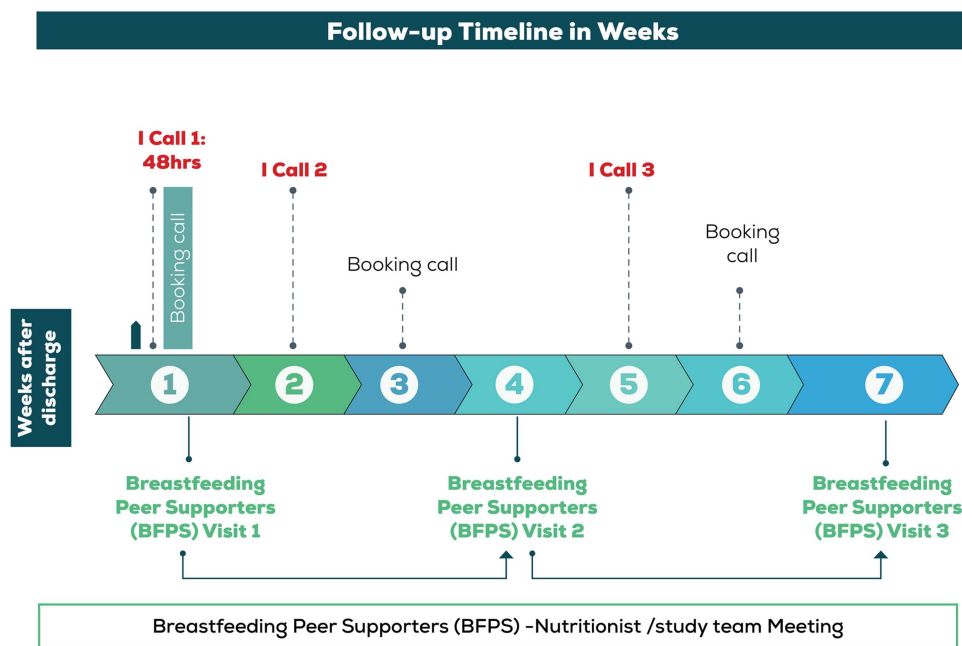 Follow-up Timeline in Weeks
I Call 1:
48hrs
Booking call
I Call 2
Booking call
I Call 3
Booking
call
Weeks after
discharge
1
2
3
4
5
6
7
Breastfeeding
Peer Supporters
(BFPS) Visit 1
Breastfeeding
Peer Supporters
(BFPS) Visit 2
Breastfeeding
Peer Supporters
(BFPS) Visit 3
Breastfeeding Peer Supporters (BFPS) -Nutritionist /study team Meeting